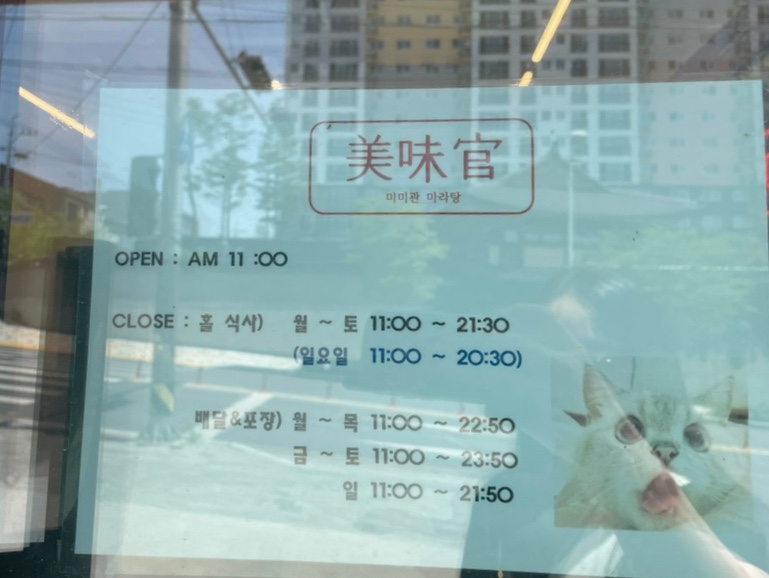 美味官
미미관 마라탕
OPEN : AM 11 :00
CLOSE : 홀 식사) 월 ~ 토 11:00 ~ 21:30
(일요일 11:00 ~ 20:30)
배달&포장) 월 ~ 목 11:00 ~ 22:50
금 ~ 토 11:00 ~ 23:50
일 11:00 ~ 21:50